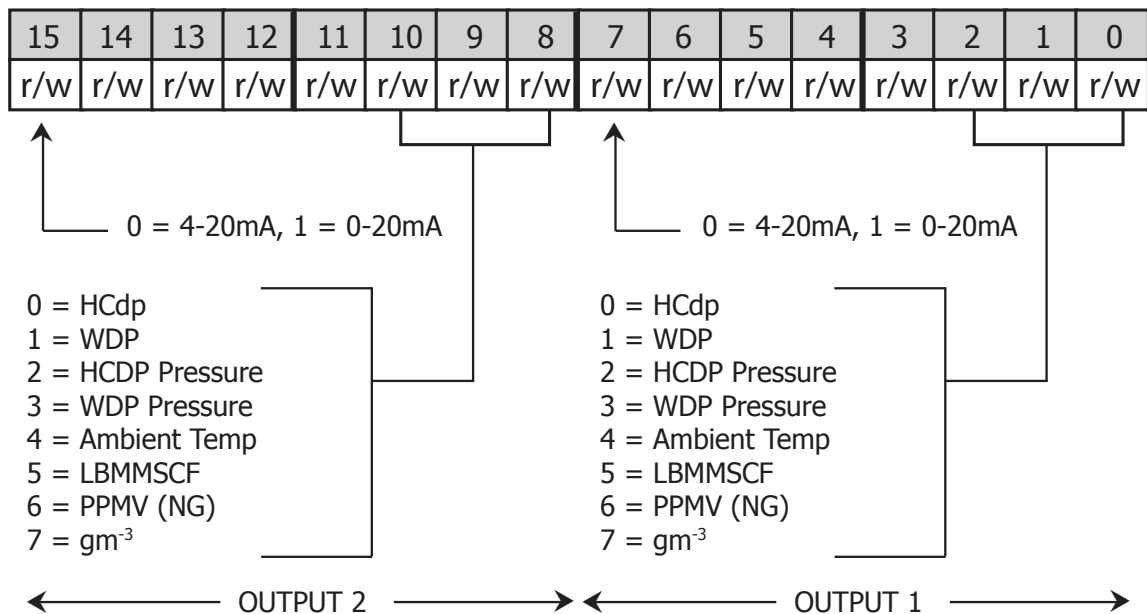 15 14 13 12 11 10 9 8 7 6 5 4 3 2 1 0
r/w r/w r/w r/w r/w r/w r/w r/w r/w r/w r/w r/w r/w r/w r/w r/w
0 = 4-20mA, 1 = 0-20mA
0 = 4-20mA, 1 = 0-20mA
0 = HCdp
1 = WDP
2 = HCDP Pressure
3 = WDP Pressure
4 = Ambient Temp
5 = LBMMSCF
6 = PPMV (NG)
7 = gm⁻³
0 = HCdp
1 = WDP
2 = HCDP Pressure
3 = WDP Pressure
4 = Ambient Temp
5 = LBMMSCF
6 = PPMV (NG)
7 = gm⁻³
OUTPUT 2
OUTPUT 1